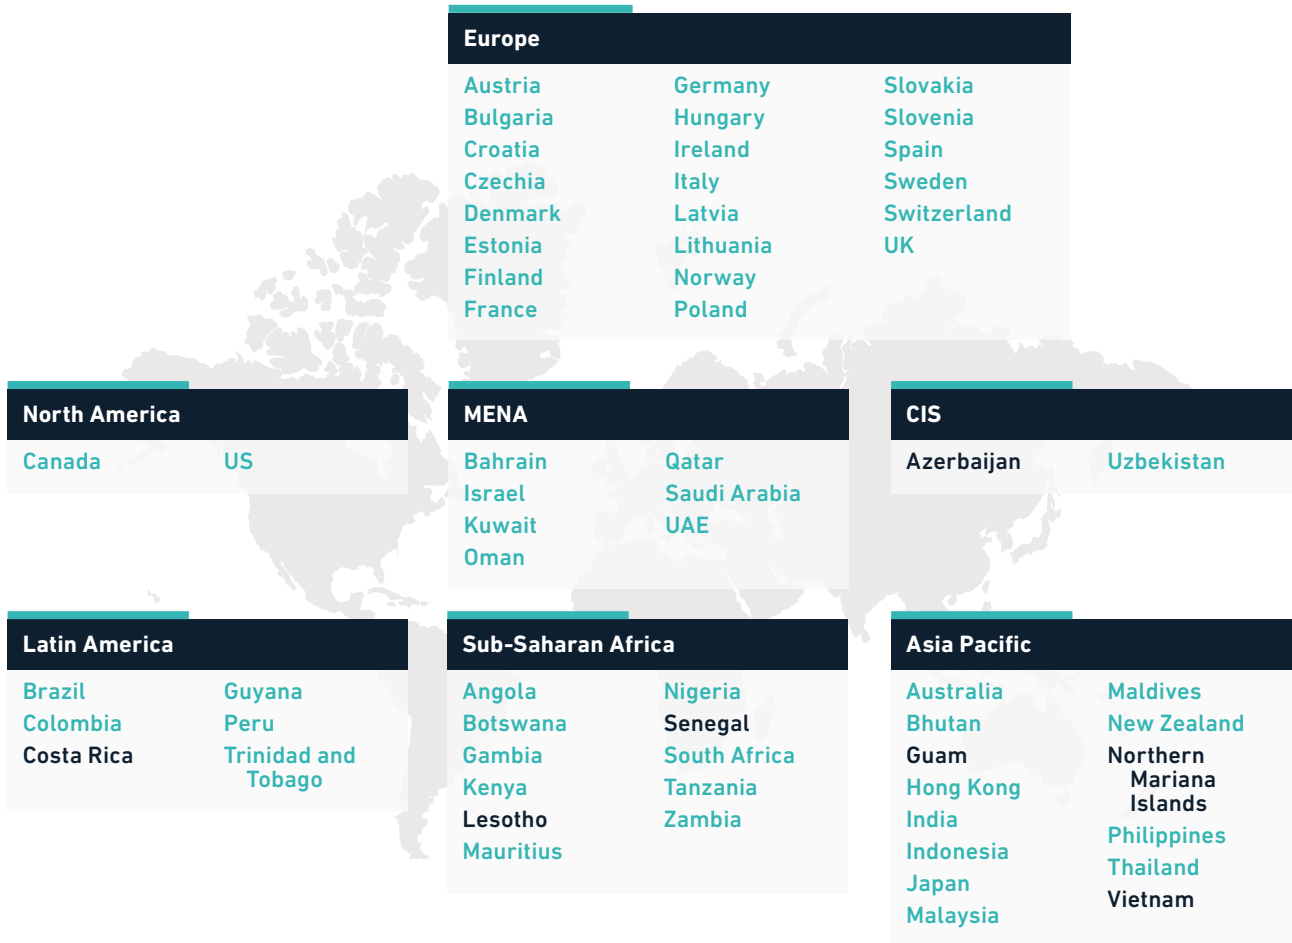 Europe
Austria
Bulgaria
Croatia
Czechia
Denmark
Estonia
Finland
France
Germany
Hungary
Ireland
Italy
Latvia
Lithuania
Norway
Poland
Slovakia
Slovenia
Spain
Sweden
Switzerland
UK
North America
Canada
US
MENA
Bahrain
Israel
Kuwait
Oman
Qatar
Saudi Arabia
UAE
CIS
Azerbaijan
Uzbekistan
Latin America
Brazil
Colombia
Costa Rica
Guyana
Peru
Trinidad and
Tobago
Sub-Saharan Africa
Angola
Botswana
Gambia
Kenya
Lesotho
Mauritius
Nigeria
Senegal
South Africa
Tanzania
Zambia
Asia Pacific
Australia
Bhutan
Guam
Hong Kong
India
Indonesia
Japan
Malaysia
Maldives
New Zealand
Northern
Mariana
Islands
Philippines
Thailand
Vietnam